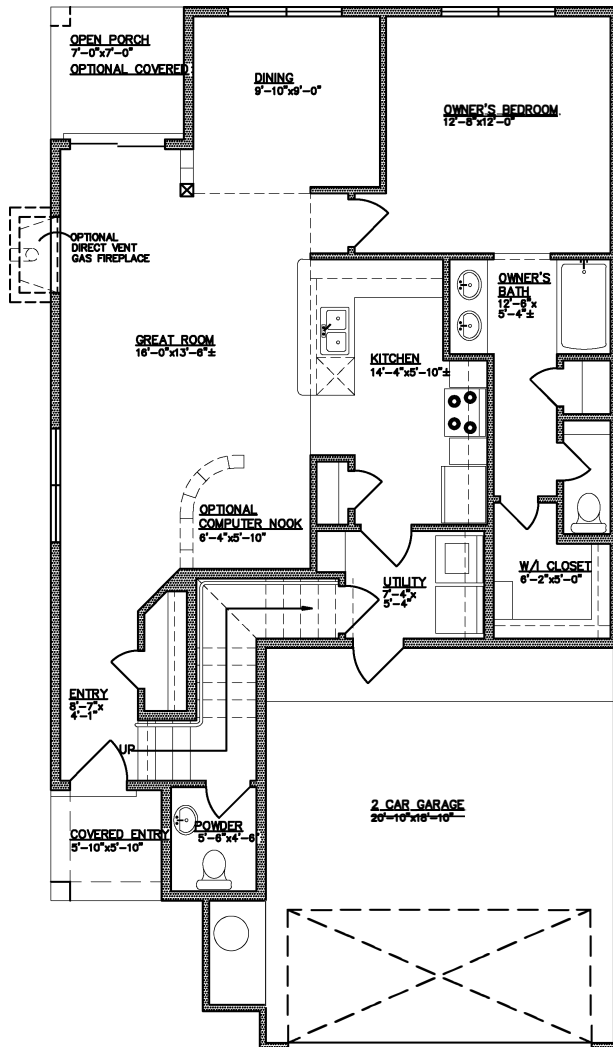 OPEN PORCH
7'-0"x7'-0"
OPTIONAL COVERED
DINING
9'-10"x9'-0"
OWNER'S BEDROOM
12'-8"x12'-0"
OPTIONAL
DIRECT VENT
GAS FIREPLACE
OWNER'S
BATH
12'-6"x
5'-4"±
GREAT ROOM
16'-0"x13'-6"±
KITCHEN
14'-4"x5'-10"±
OPTIONAL
COMPUTER NOOK
6'-4"x5'-10"
W/I CLOSET
6'-2"x5'-0"
UTILITY
7'-4"x
5'-4"
ENTRY
8'-7"x
4'-1"
UP
2 CAR GARAGE
20'-10"x18'-10"
COVERED ENTRY
5'-10"x5'-10"
POWDER
5'-6"x4'-6"